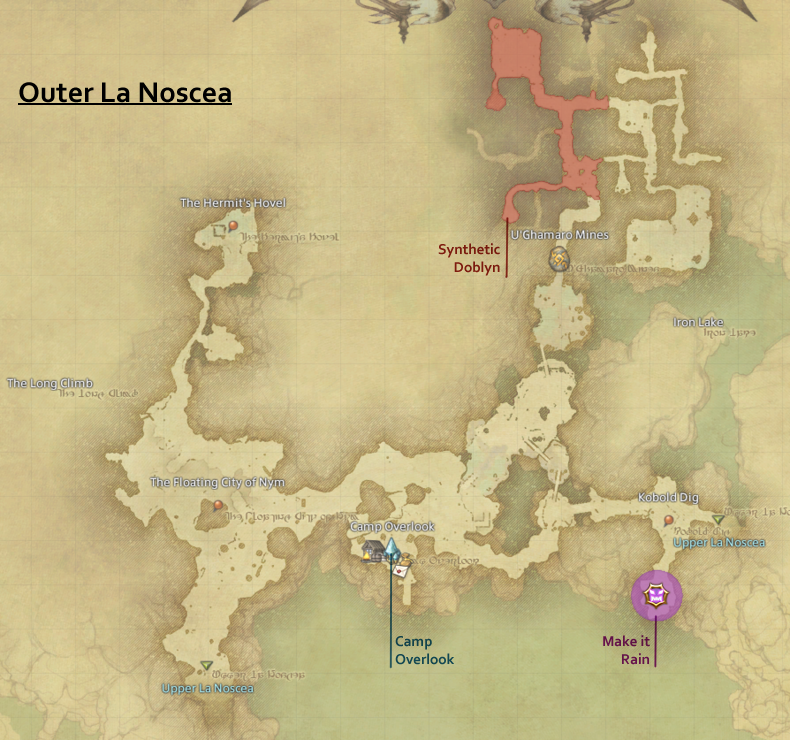 Outer La Noscea
The Hermit's Hovel
Synthetic
Doblyn
U'Ghamaro Mines
Iron Lake
The Long Climb
The Floating City of Nym
Camp Overlook
Kobold Dig
Upper La Noscea
Camp
Overlook
Make it
Rain
Upper La Noscea